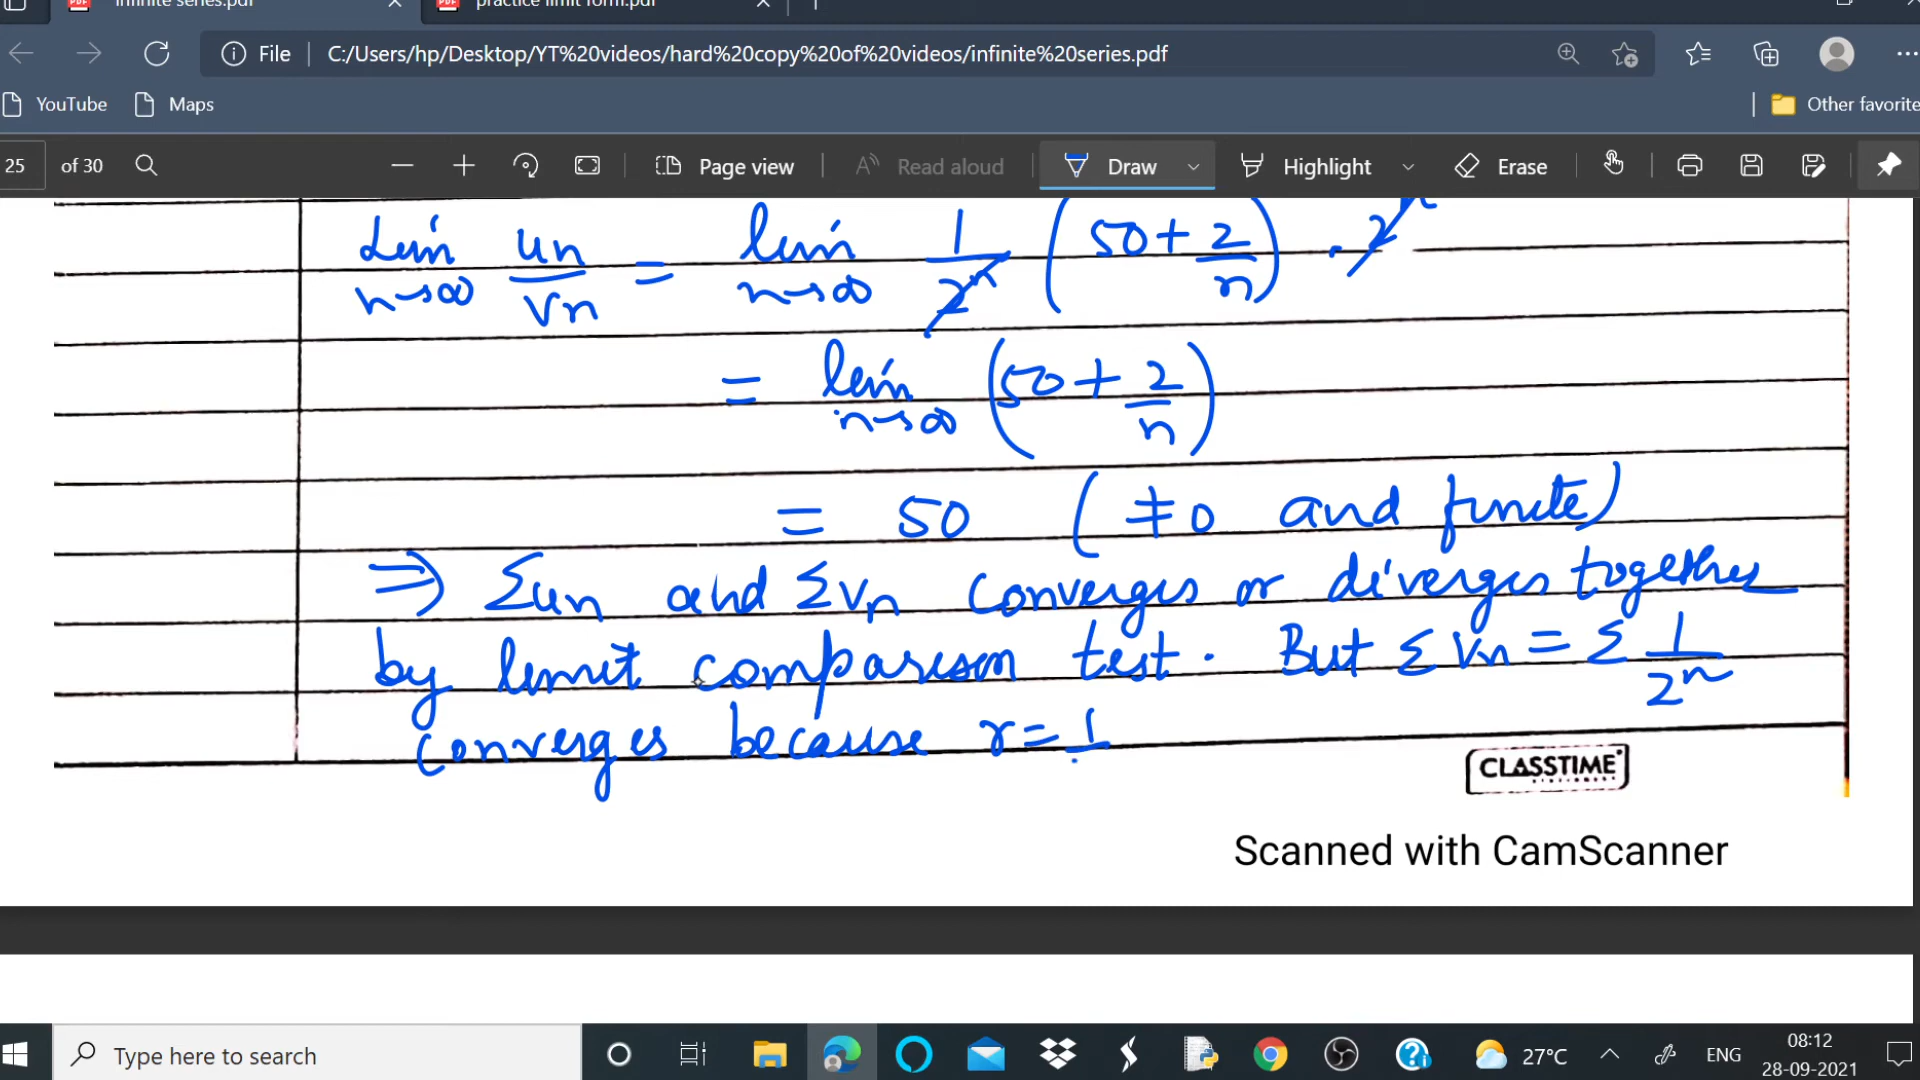 infinite series.pdf
practice limit form.pdf
File C:/Users/hp/Desktop/YT%20videos/hard%20copy%20of%20videos/infinite%20series.pdf
YouTube Maps Other favorite
25 of 30 Page view Read aloud Draw Highlight Erase
Lim n→∞ un/vn = lim n→∞ 1/2^n (50 + 2/n) . 2^n
= lim n→∞ (50 + 2/n)
= 50 ( ≠ 0 and finite)
⇒ Σun and Σvn converges or diverges together
by limit comparison test. But Σ vn = Σ 1/2^n
converges because r = 1/
CLASSTIME
Scanned with CamScanner
Type here to search 27°C ENG 08:12
28-09-2021